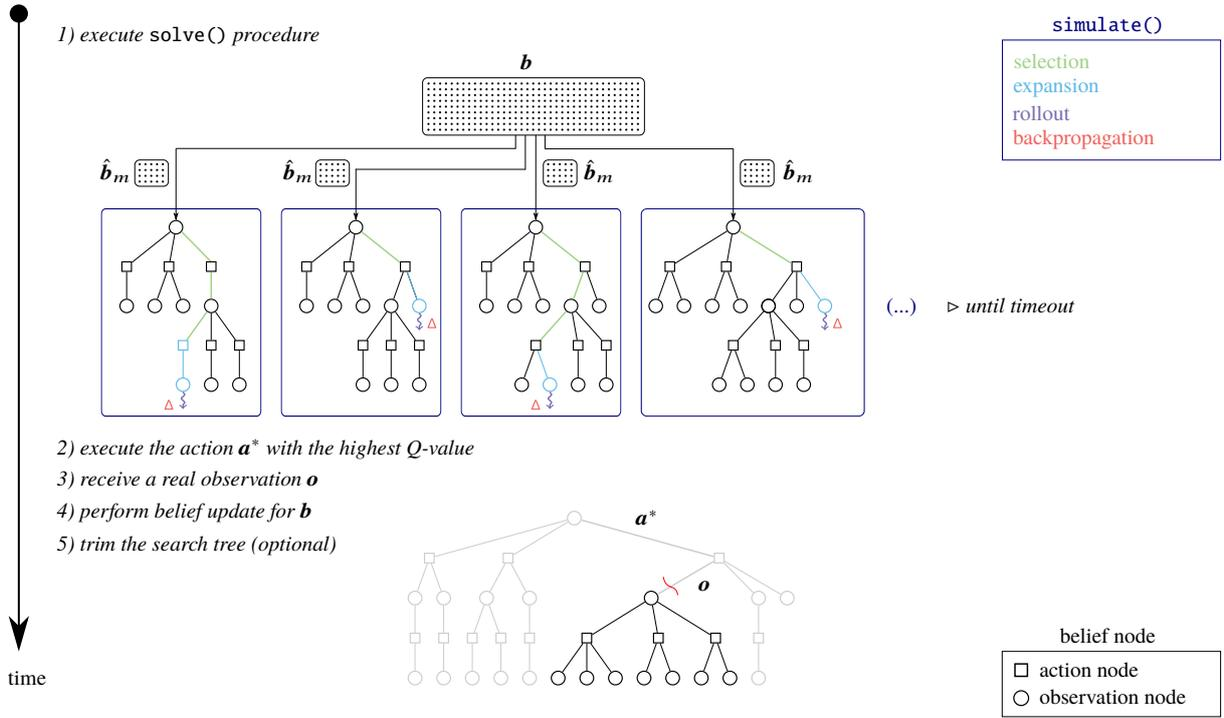 1) execute solve() procedure
simulate()
selection
expansion
rollout
backpropagation
b
b̂m
b̂m
b̂m
b̂m
Δ
Δ
Δ
Δ
(...)
▷ until timeout
2) execute the action a* with the highest Q-value
3) receive a real observation o
4) perform belief update for b
5) trim the search tree (optional)
a*
o
time
belief node
action node
observation node